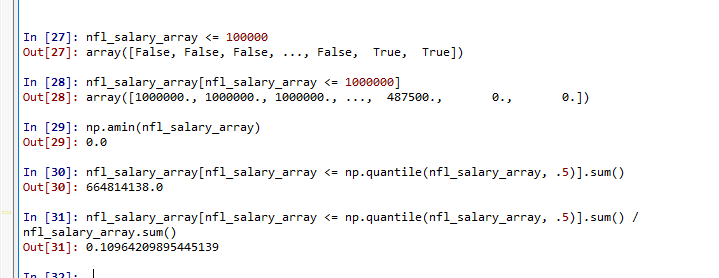 In [27]: nfl_salary_array <= 100000
Out[27]: array([False, False, False, ..., False,  True,  True])
In [28]: nfl_salary_array[nfl_salary_array <= 1000000]
Out[28]: array([1000000., 1000000., 1000000., ...,  487500.,       0.,       0.])
In [29]: np.amin(nfl_salary_array)
Out[29]: 0.0
In [30]: nfl_salary_array[nfl_salary_array <= np.quantile(nfl_salary_array, .5)].sum()
Out[30]: 664814138.0
In [31]: nfl_salary_array[nfl_salary_array <= np.quantile(nfl_salary_array, .5)].sum() /
nfl_salary_array.sum()
Out[31]: 0.10964209895445139
In [32]: